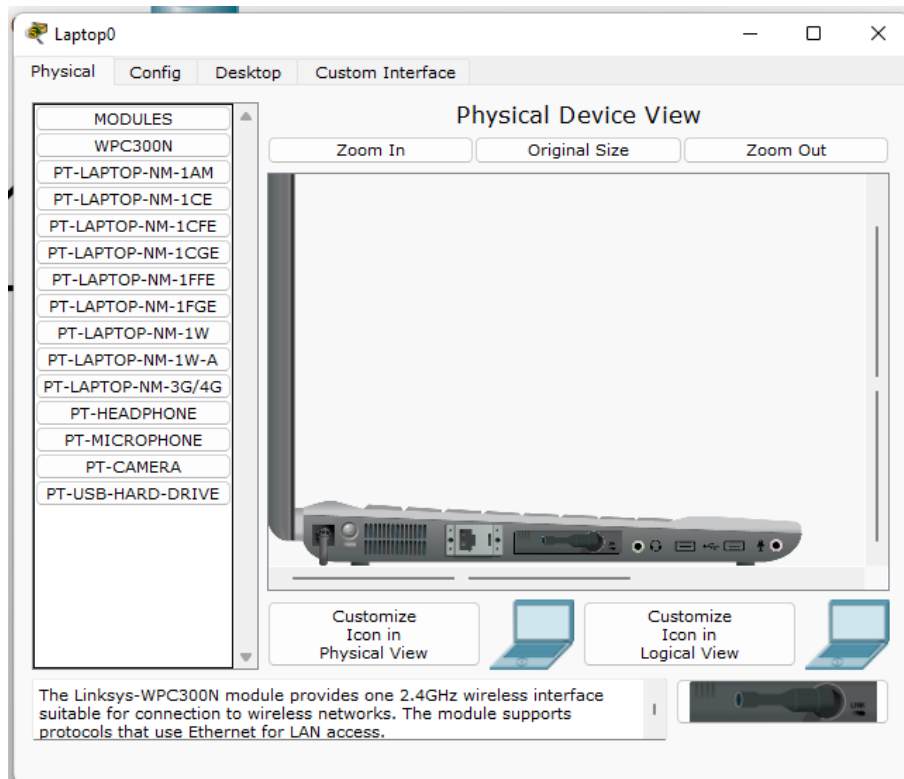 Laptop0
Physical
Config
Desktop
Custom Interface
MODULES
WPC300N
PT-LAPTOP-NM-1AM
PT-LAPTOP-NM-1CE
PT-LAPTOP-NM-1CFE
PT-LAPTOP-NM-1CGE
PT-LAPTOP-NM-1FFE
PT-LAPTOP-NM-1FGE
PT-LAPTOP-NM-1W
PT-LAPTOP-NM-1W-A
PT-LAPTOP-NM-3G/4G
PT-HEADPHONE
PT-MICROPHONE
PT-CAMERA
PT-USB-HARD-DRIVE
Physical Device View
Zoom In
Original Size
Zoom Out
Customize
Icon in
Physical View
Customize
Icon in
Logical View
The Linksys-WPC300N module provides one 2.4GHz wireless interface
suitable for connection to wireless networks. The module supports
protocols that use Ethernet for LAN access.
LINK